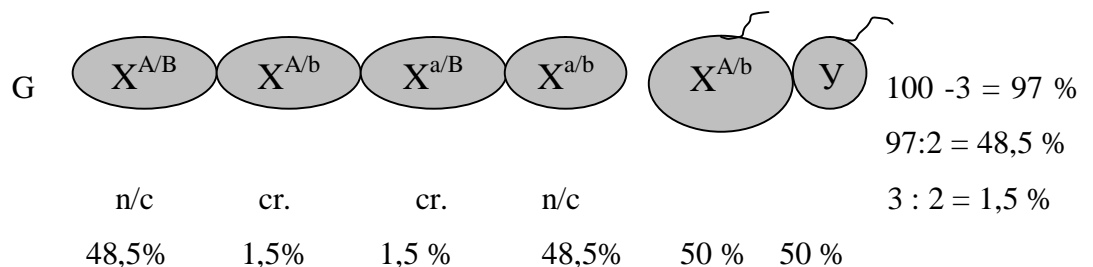 G X^A/B X^A/b X^a/B X^a/b X^A/b У 100 -3 = 97 %
97:2 = 48,5 %
n/c cr. cr. n/c 3 : 2 = 1,5 %
48,5% 1,5% 1,5 % 48,5% 50 % 50 %